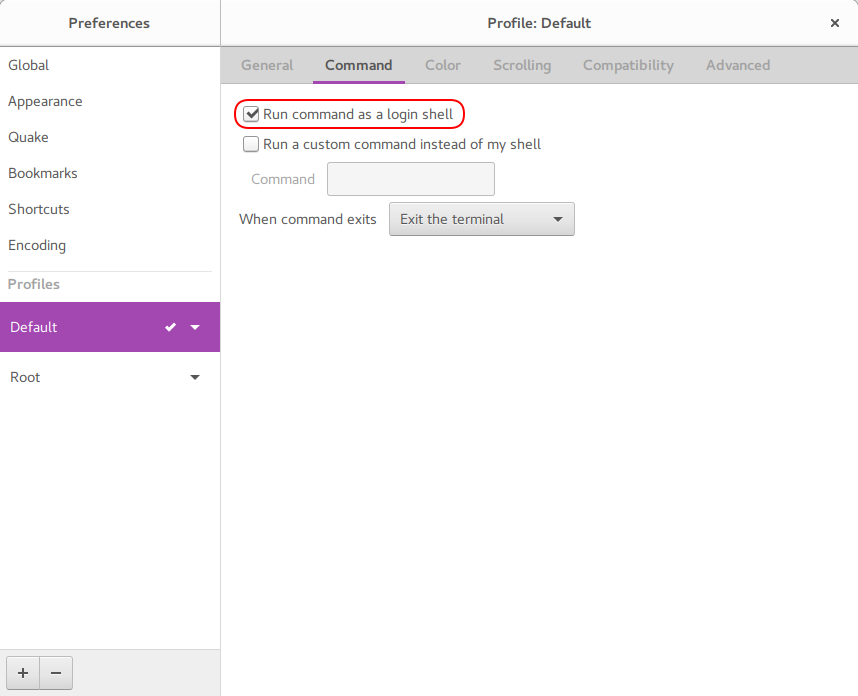 Preferences
Profile: Default
Global
Appearance
Quake
Bookmarks
Shortcuts
Encoding
Profiles
Default
Root
General Command Color Scrolling Compatibility Advanced
Run command as a login shell
Run a custom command instead of my shell
Command
When command exits Exit the terminal